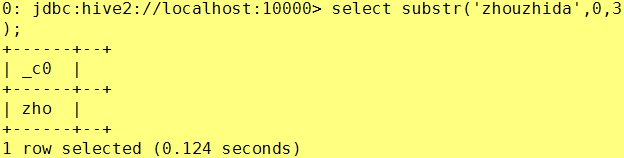 0: jdbc:hive2://localhost:10000> select substr('zhouzhida',0,3
);
+------+--+
| _c0  |
+------+--+
| zho  |
+------+--+
1 row selected (0.124 seconds)